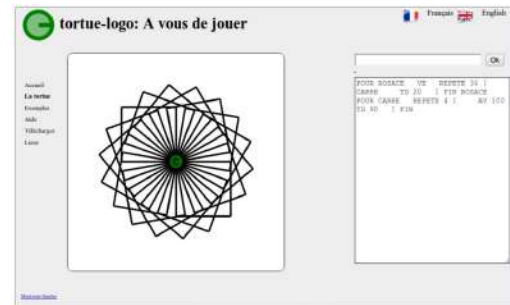 tortue-logo: A vous de jouer
Français
English
Ok
Accueil
La tortue
Exemples
Aide
Télécharger
Liens
POUR ROSACE VE REPETE 36 [
CARRE TD 20 ] FIN ROSACE
POUR CARRE REPETE 4 [ AV 100
TD 90 ] FIN